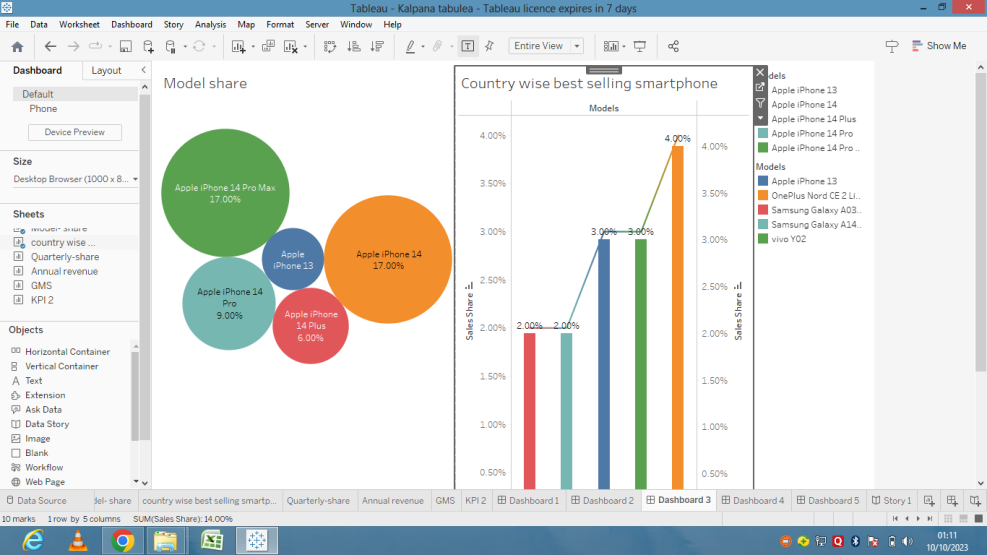 Tableau - Kalpana tabulea - Tableau licence expires in 7 days
File Data Worksheet Dashboard Story Analysis Map Format Server Window Help
Entire View
Show Me
Dashboard Layout
Default
Phone
Device Preview
Size
Desktop Browser (1000 x 8...
Sheets
Model- share
country wise ...
Quarterly-share
Annual revenue
GMS
KPI 2
Objects
Horizontal Container
Vertical Container
Text
Extension
Ask Data
Data Story
Image
Blank
Workflow
Web Page
Model share
Apple iPhone 14 Pro Max
17.00%
Apple
iPhone 13
Apple iPhone 14
17.00%
Apple iPhone 14
Pro
9.00%
Apple iPhone
14 Plus
6.00%
Country wise best selling smartphone
Models
4.00%
3.50%
3.00%
2.50%
2.00%
1.50%
1.00%
0.50%
Sales Share
2.00% 2.00% 3.00% 3.00% 4.00%
4.00%
3.50%
3.00%
2.50%
2.00%
1.50%
1.00%
0.50%
Sales Share
dels
Apple iPhone 13
Apple iPhone 14
Apple iPhone 14 Plus
Apple iPhone 14 Pro
Apple iPhone 14 Pro ..
Models
Apple iPhone 13
OnePlus Nord CE 2 Li...
Samsung Galaxy A03...
Samsung Galaxy A14...
vivo Y02
Data Source del- share country wise best selling smartp... Quarterly-share Annual revenue GMS KPI 2 Dashboard 1 Dashboard 2 Dashboard 3 Dashboard 4 Dashboard 5 Story 1
10 marks 1 row by 5 columns SUM(Sales Share): 14.00%
01:11
10/10/2023